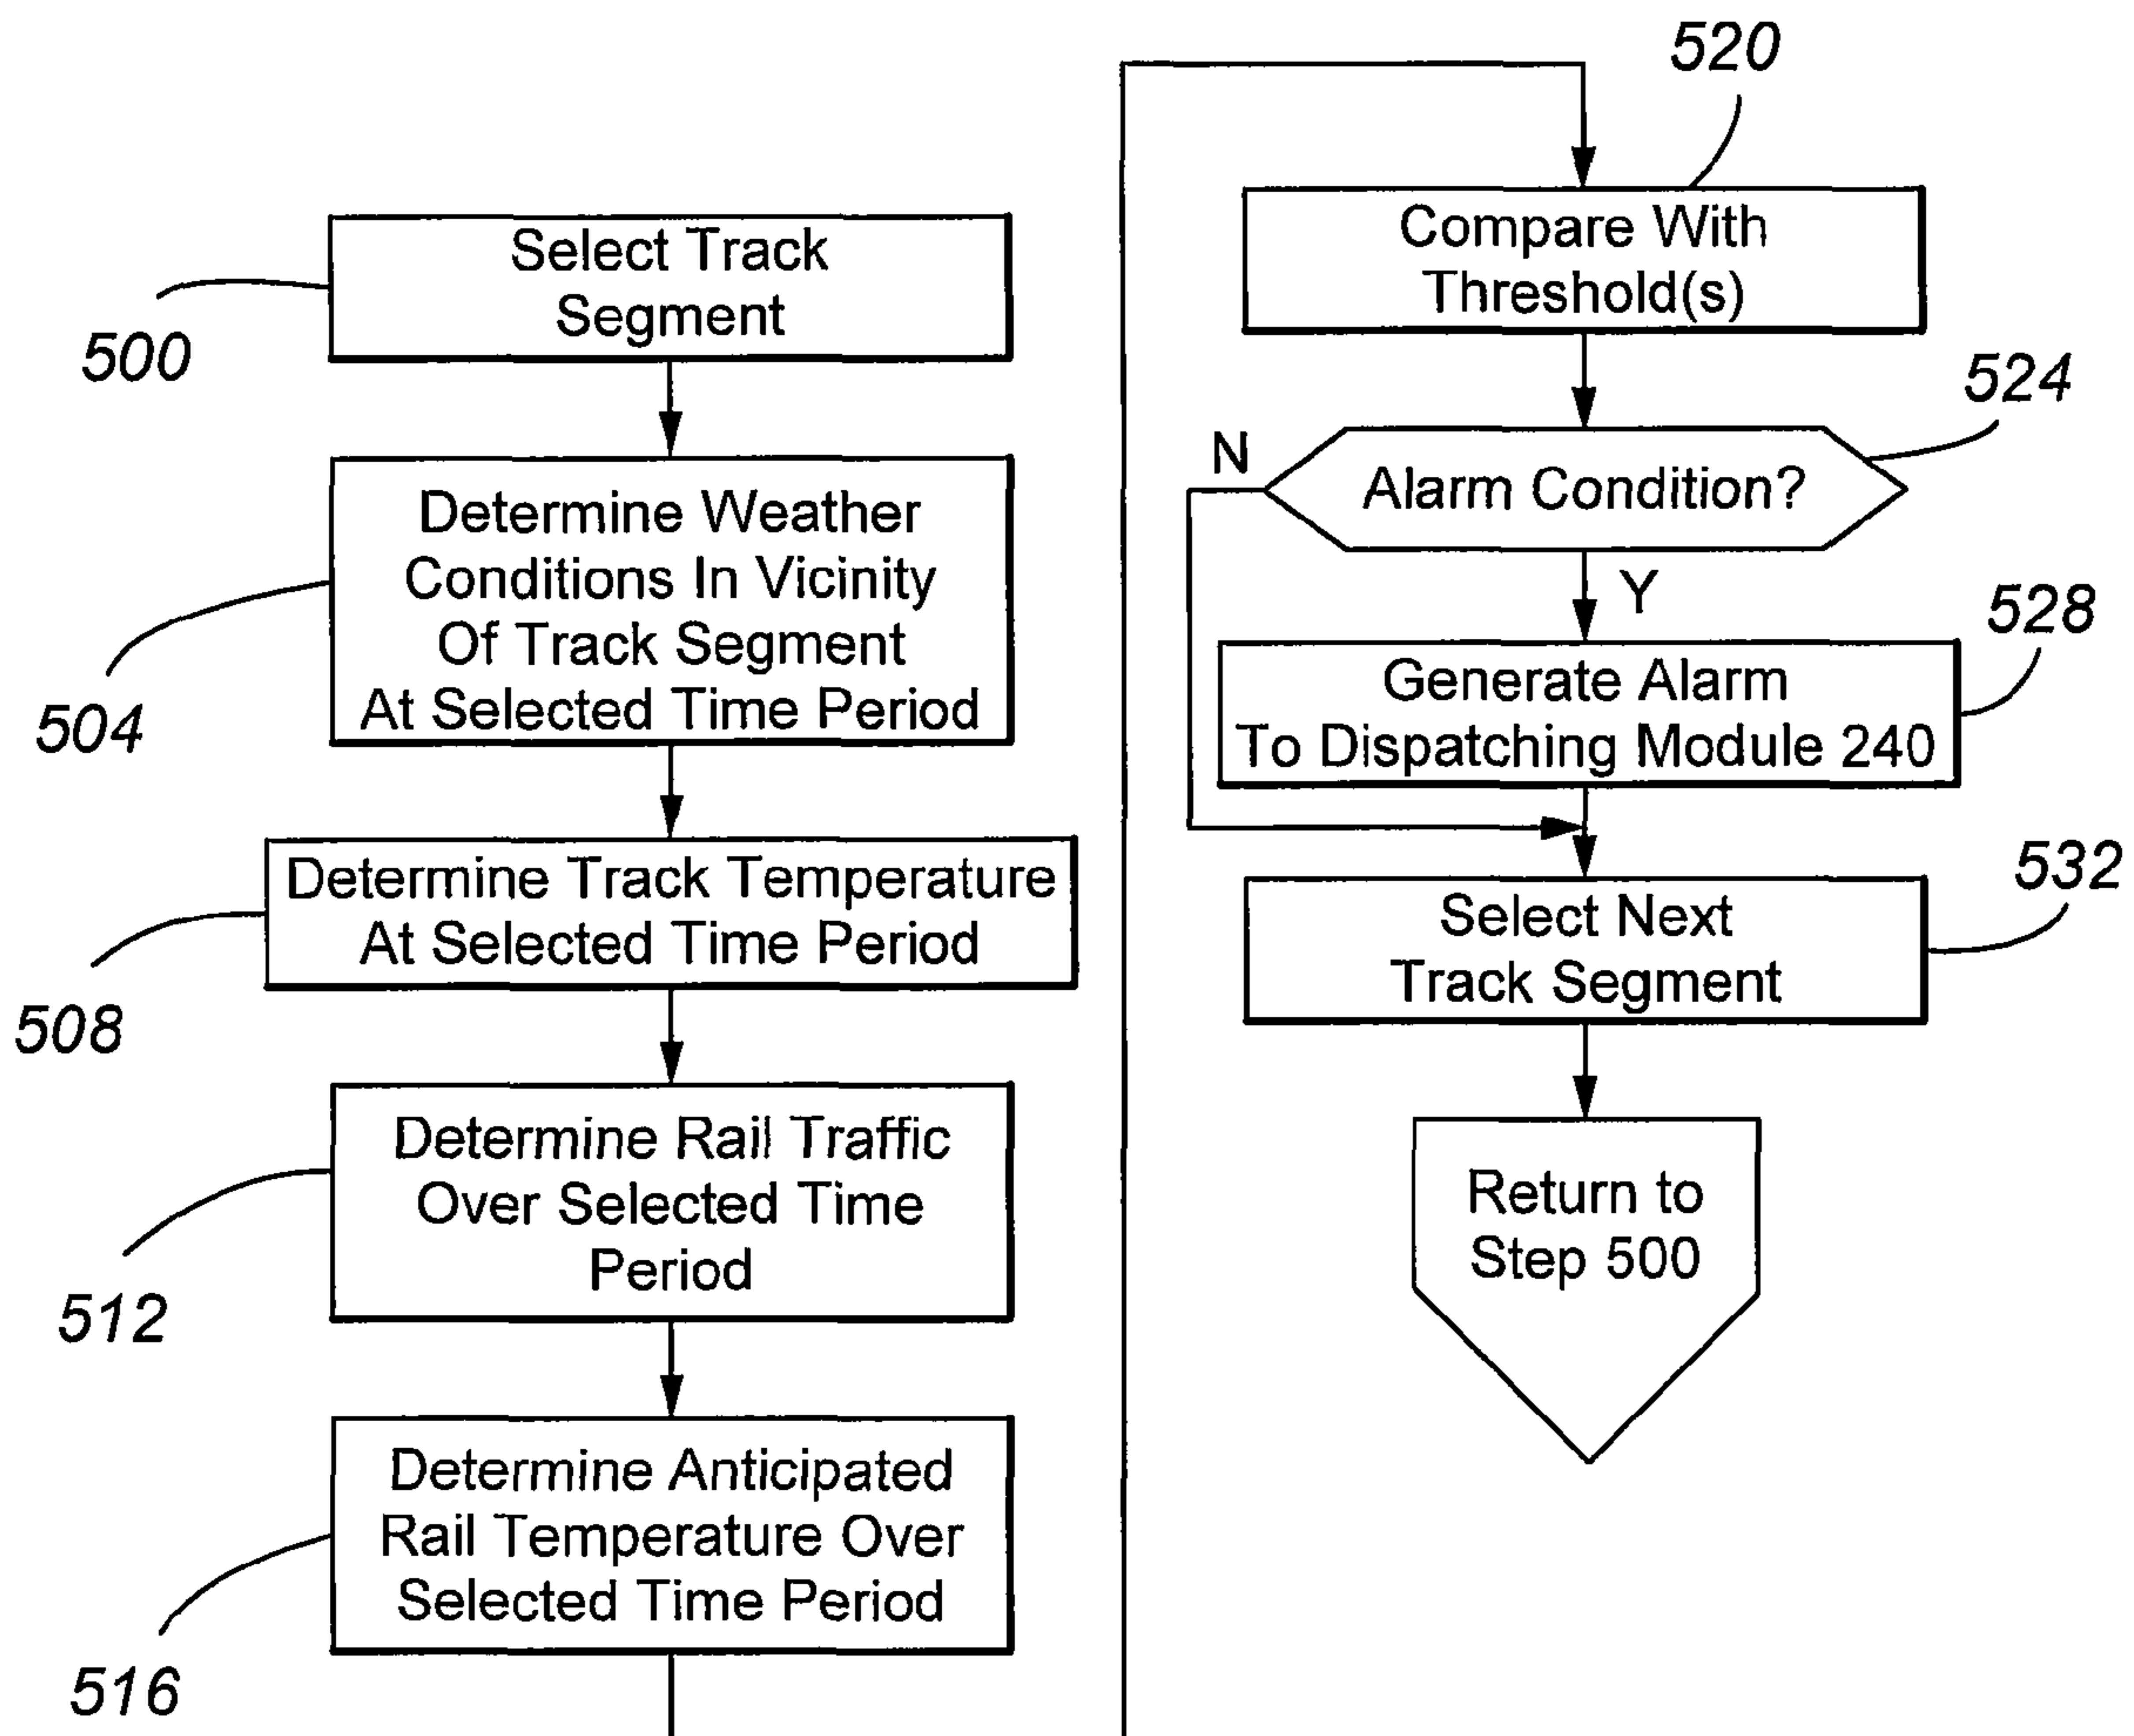 Select Track
Segment
500
Determine Weather
Conditions In Vicinity
Of Track Segment
At Selected Time Period
504
Determine Track Temperature
At Selected Time Period
508
Determine Rail Traffic
Over Selected Time
Period
512
Determine Anticipated
Rail Temperature Over
Selected Time Period
516
520
Compare With
Threshold(s)
524
N
Alarm Condition?
Y
528
Generate Alarm
To Dispatching Module 240
532
Select Next
Track Segment
Return to
Step 500